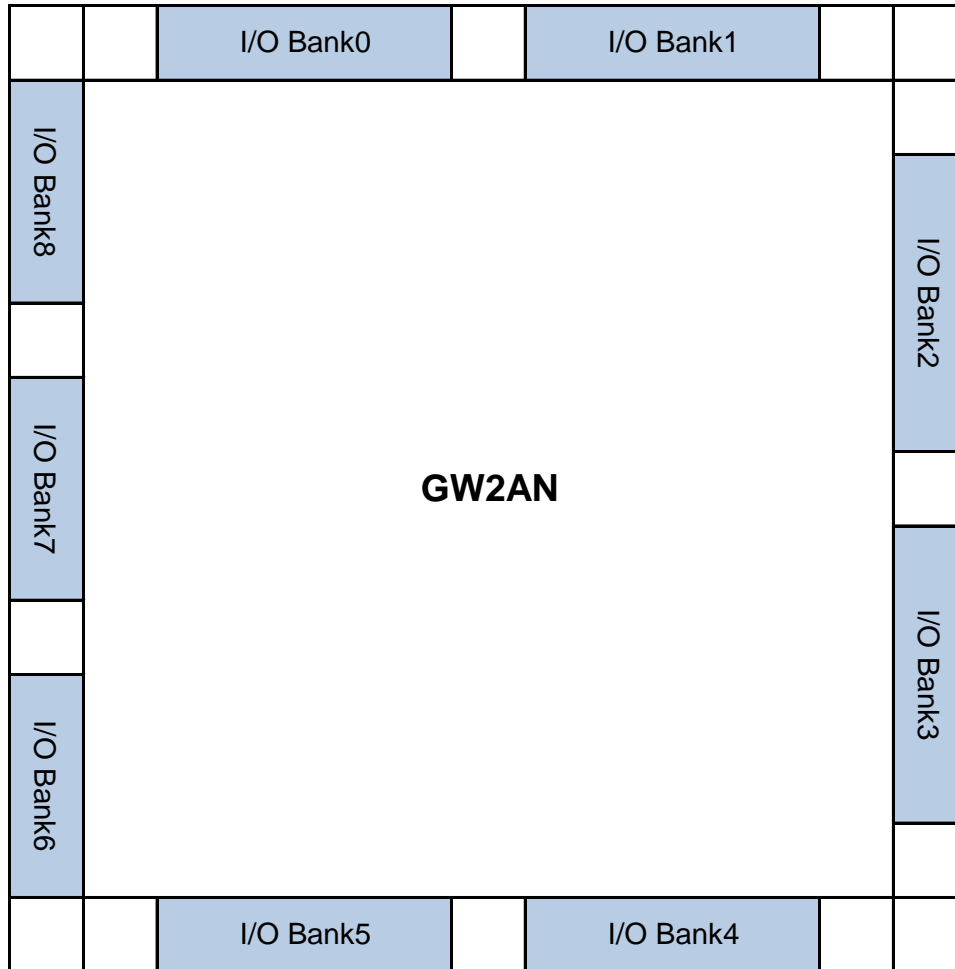 I/O Bank0
I/O Bank1
I/O Bank8
I/O Bank2
I/O Bank7
GW2AN
I/O Bank3
I/O Bank6
I/O Bank5
I/O Bank4